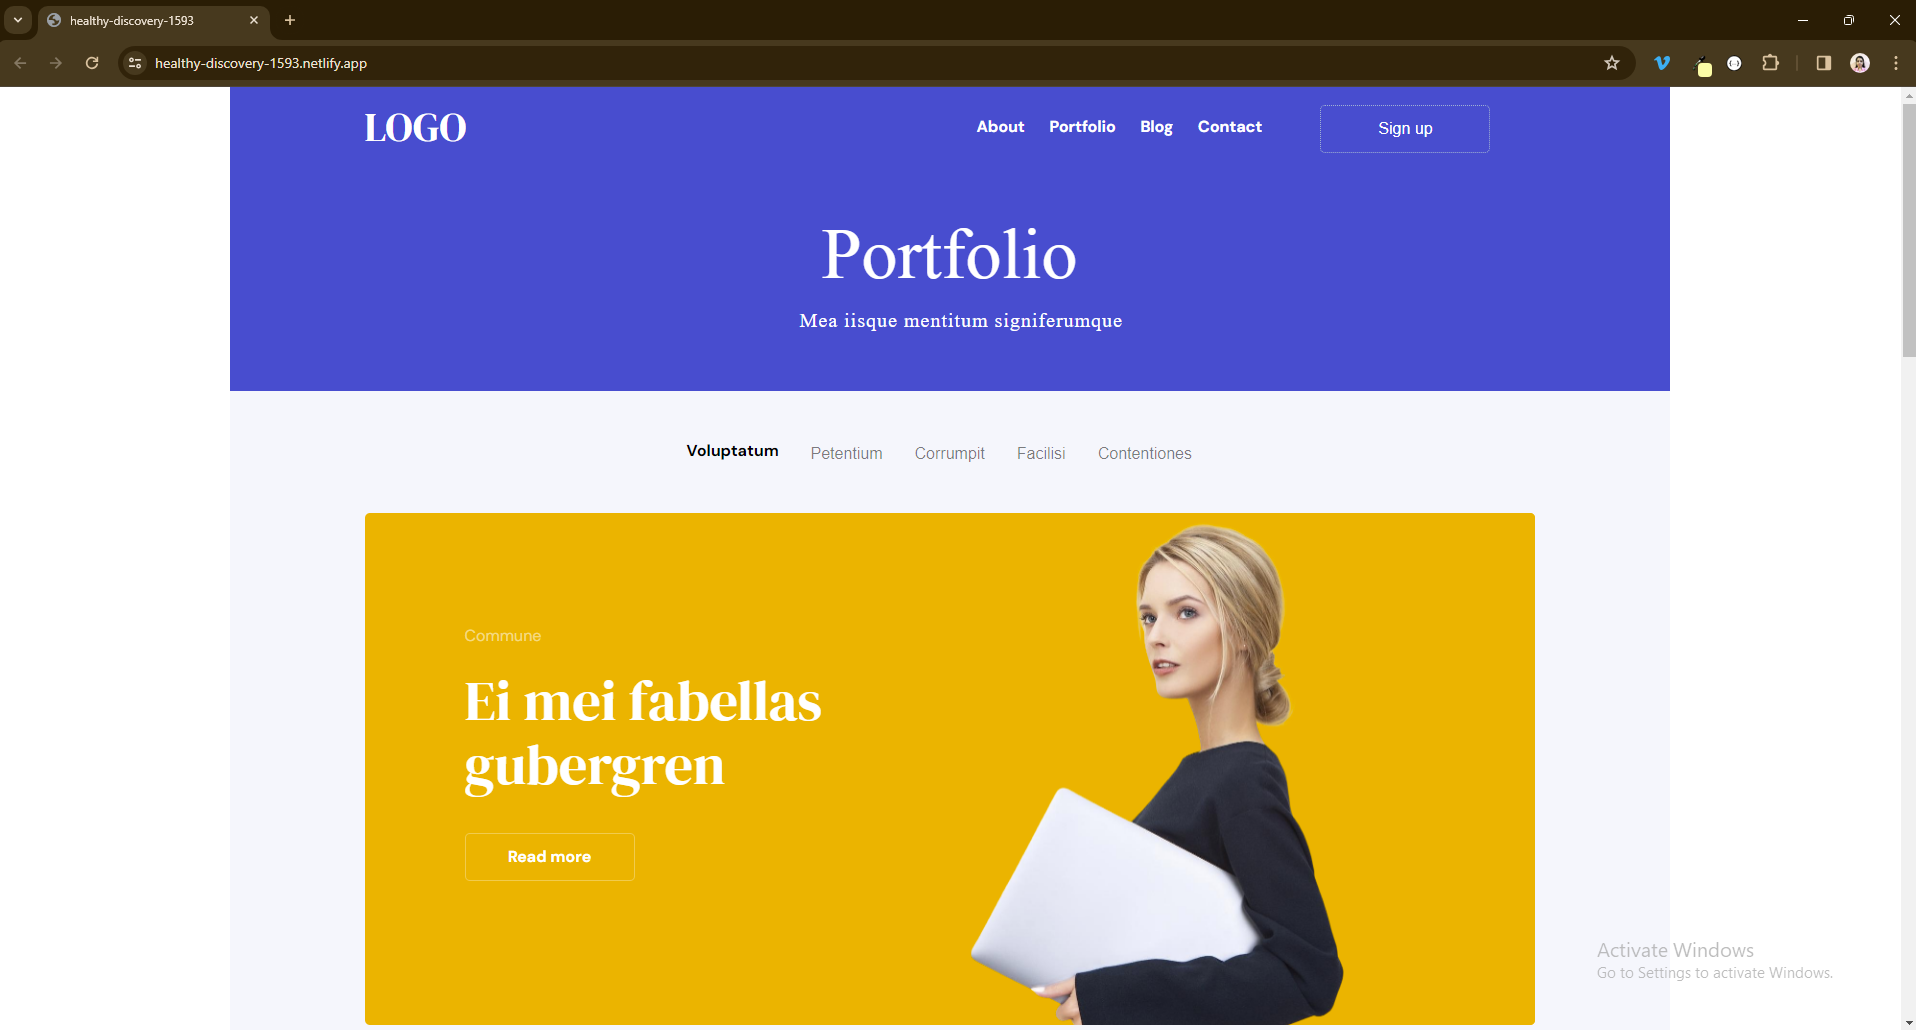 healthy-discovery-1593
healthy-discovery-1593.netlify.app
LOGO
About Portfolio Blog Contact Sign up
Portfolio
Mea iisque mentitum signiferumque
Voluptatum Petentium Corrumpit Facilisi Contentiones
Commune
Ei mei fabellas
gubergren
Read more
Activate Windows
Go to Settings to activate Windows.